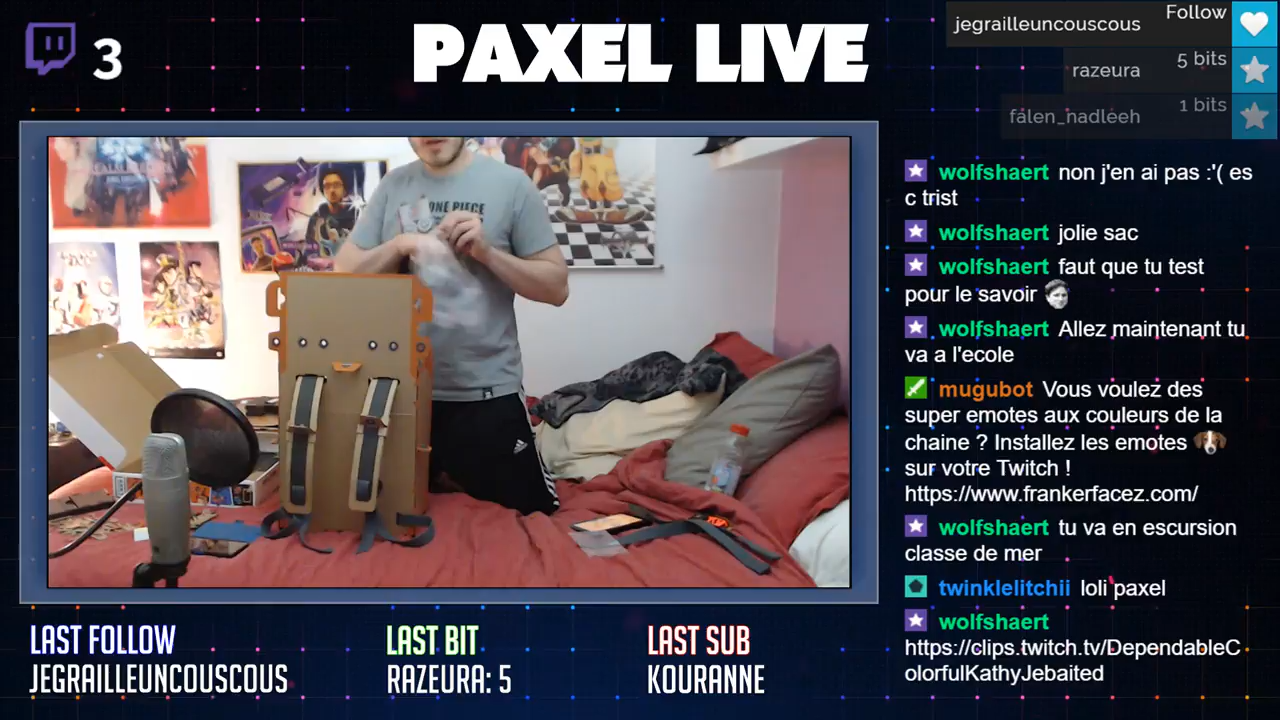 3
PAXEL LIVE
jegrailleuncouscous Follow
razeura 5 bits
falen_nadleeh 1 bits
ONE PIECE
wolfshaert non j'en ai pas :'( es
c trist
wolfshaert jolie sac
wolfshaert faut que tu test
pour le savoir
wolfshaert Allez maintenant tu
va a l'ecole
mugubot Vous voulez des
super emotes aux couleurs de la
chaine ? Installez les emotes
sur votre Twitch !
https://www.frankerfacez.com/
wolfshaert tu va en escursion
classe de mer
twinklelitchii loli paxel
wolfshaert
https://clips.twitch.tv/DependableC
olorfulKathyJebaited
LAST FOLLOW
JEGRAILLEUNCOUSCOUS
LAST BIT
RAZEURA: 5
LAST SUB
KOURANNE